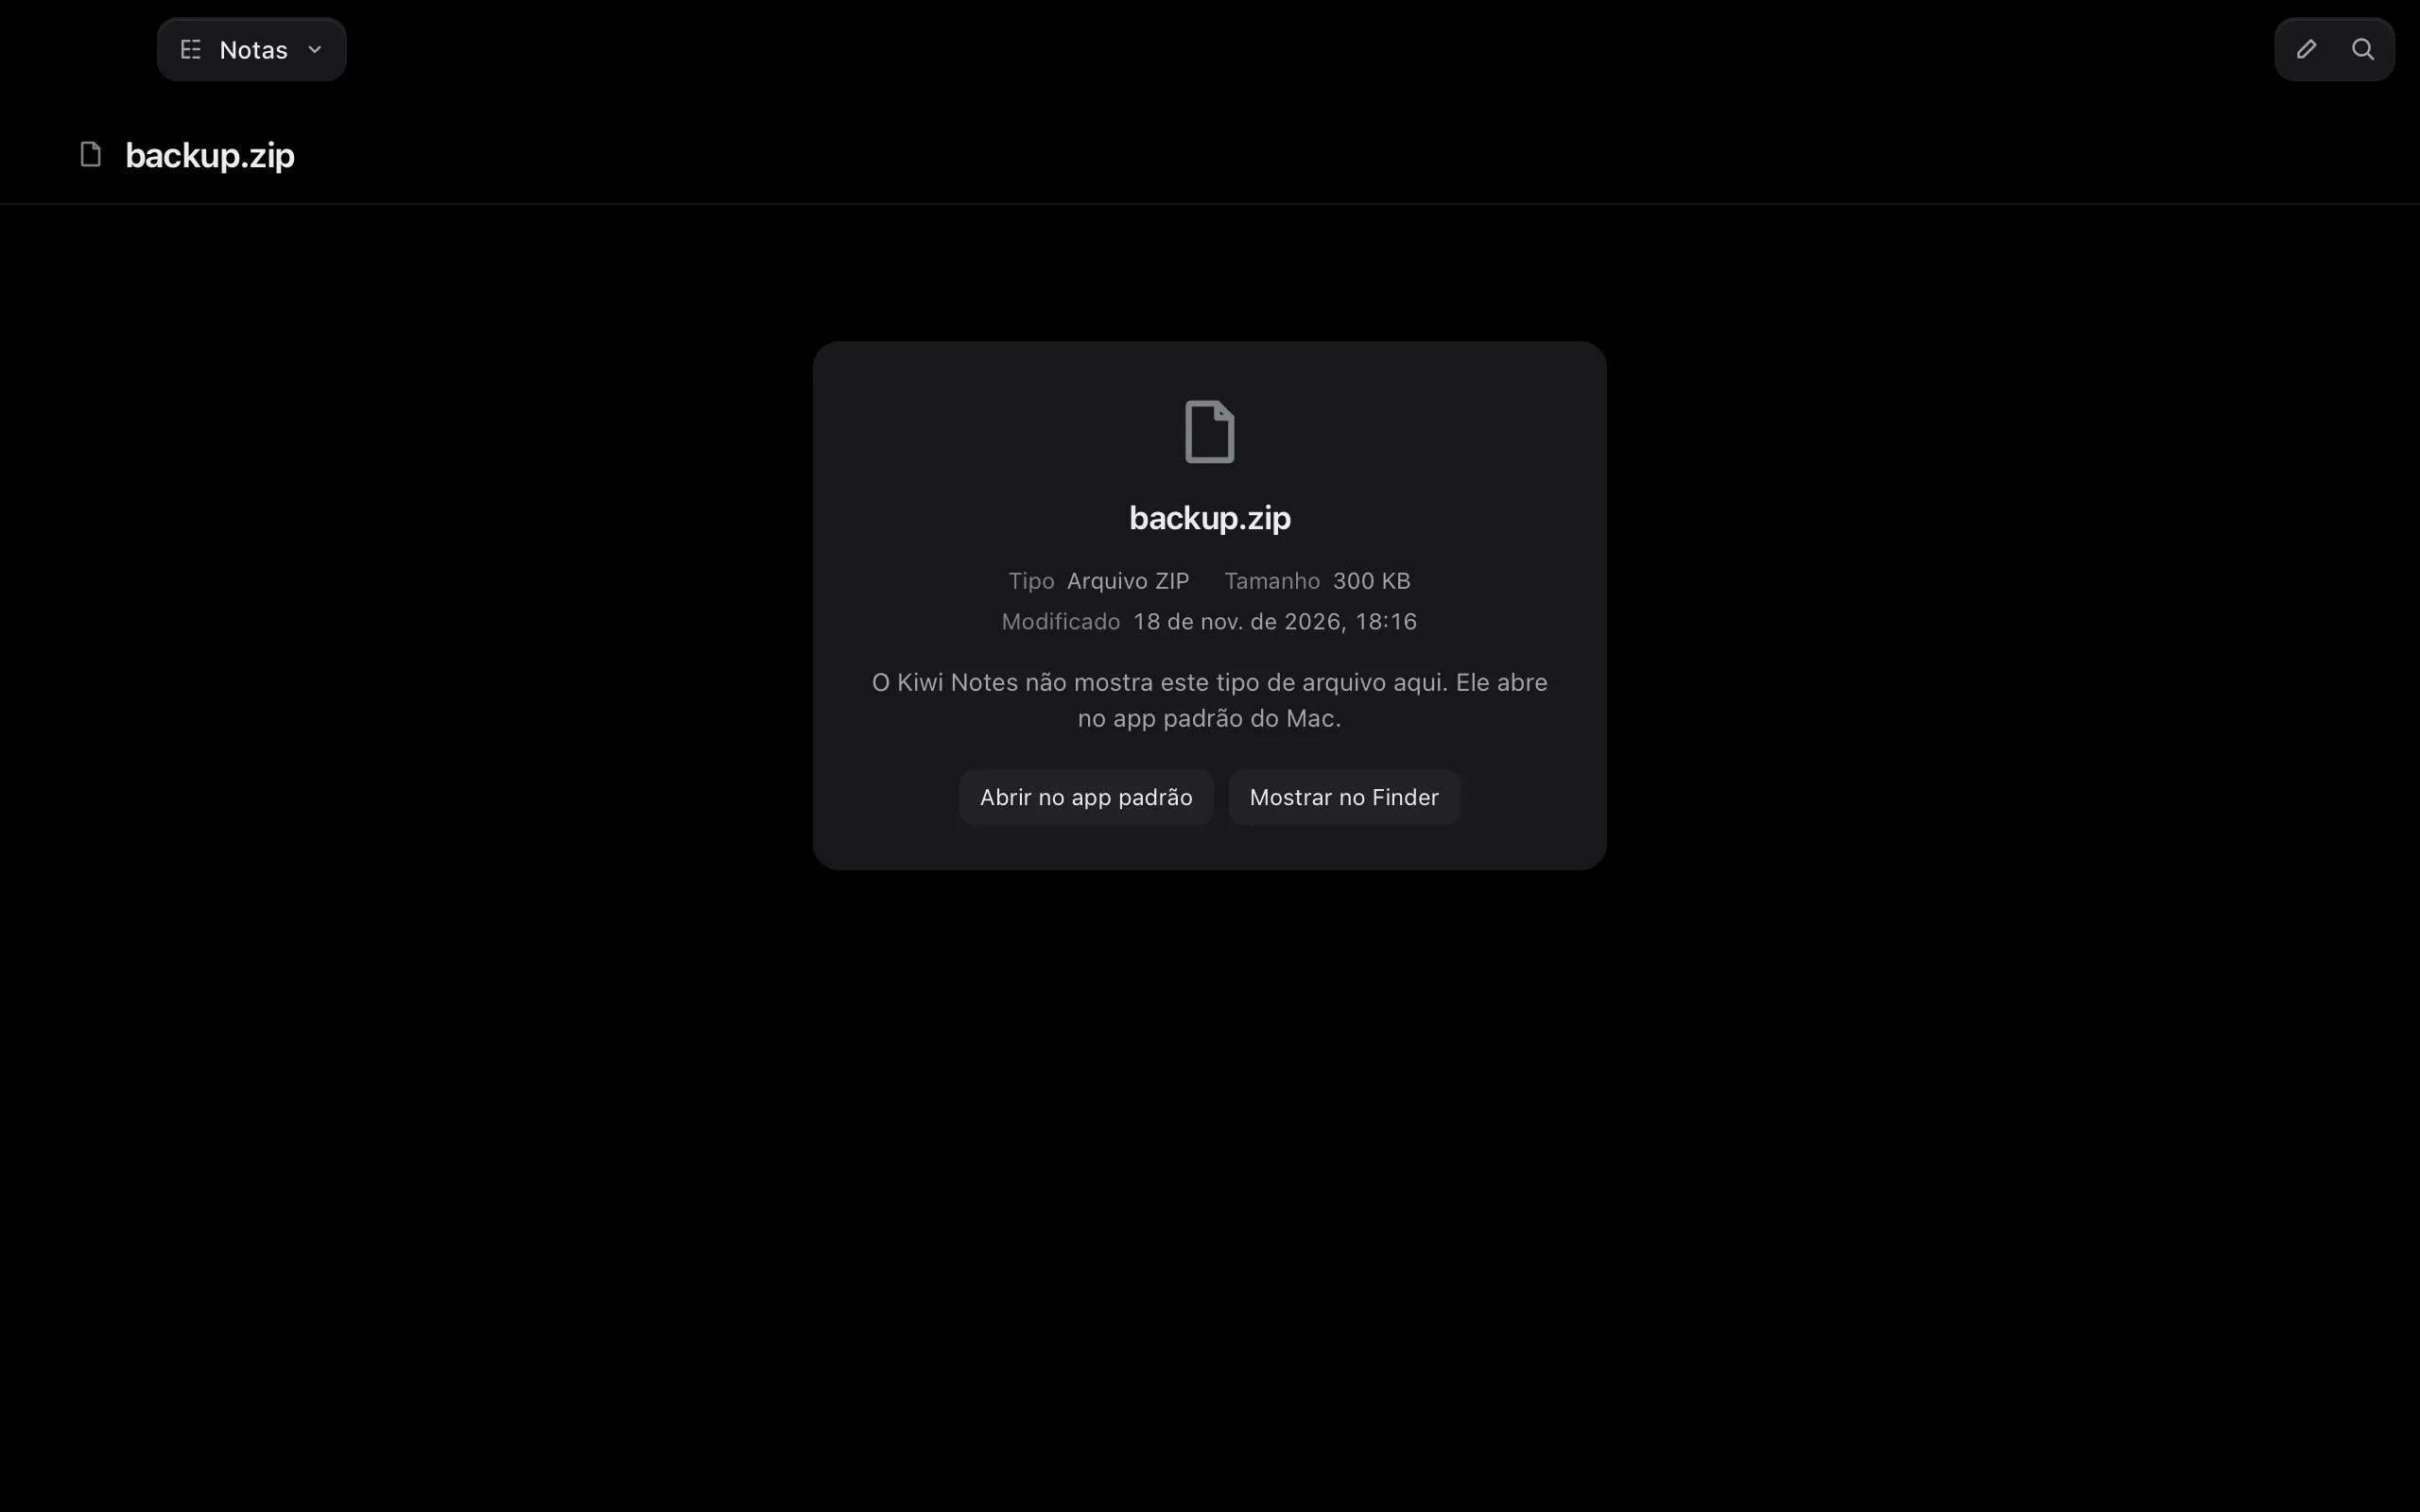 Notas
backup.zip
backup.zip
Tipo Arquivo ZIP Tamanho 300 KB
Modificado 18 de nov. de 2026, 18:16
O Kiwi Notes não mostra este tipo de arquivo aqui. Ele abre
no app padrão do Mac.
Abrir no app padrão Mostrar no Finder